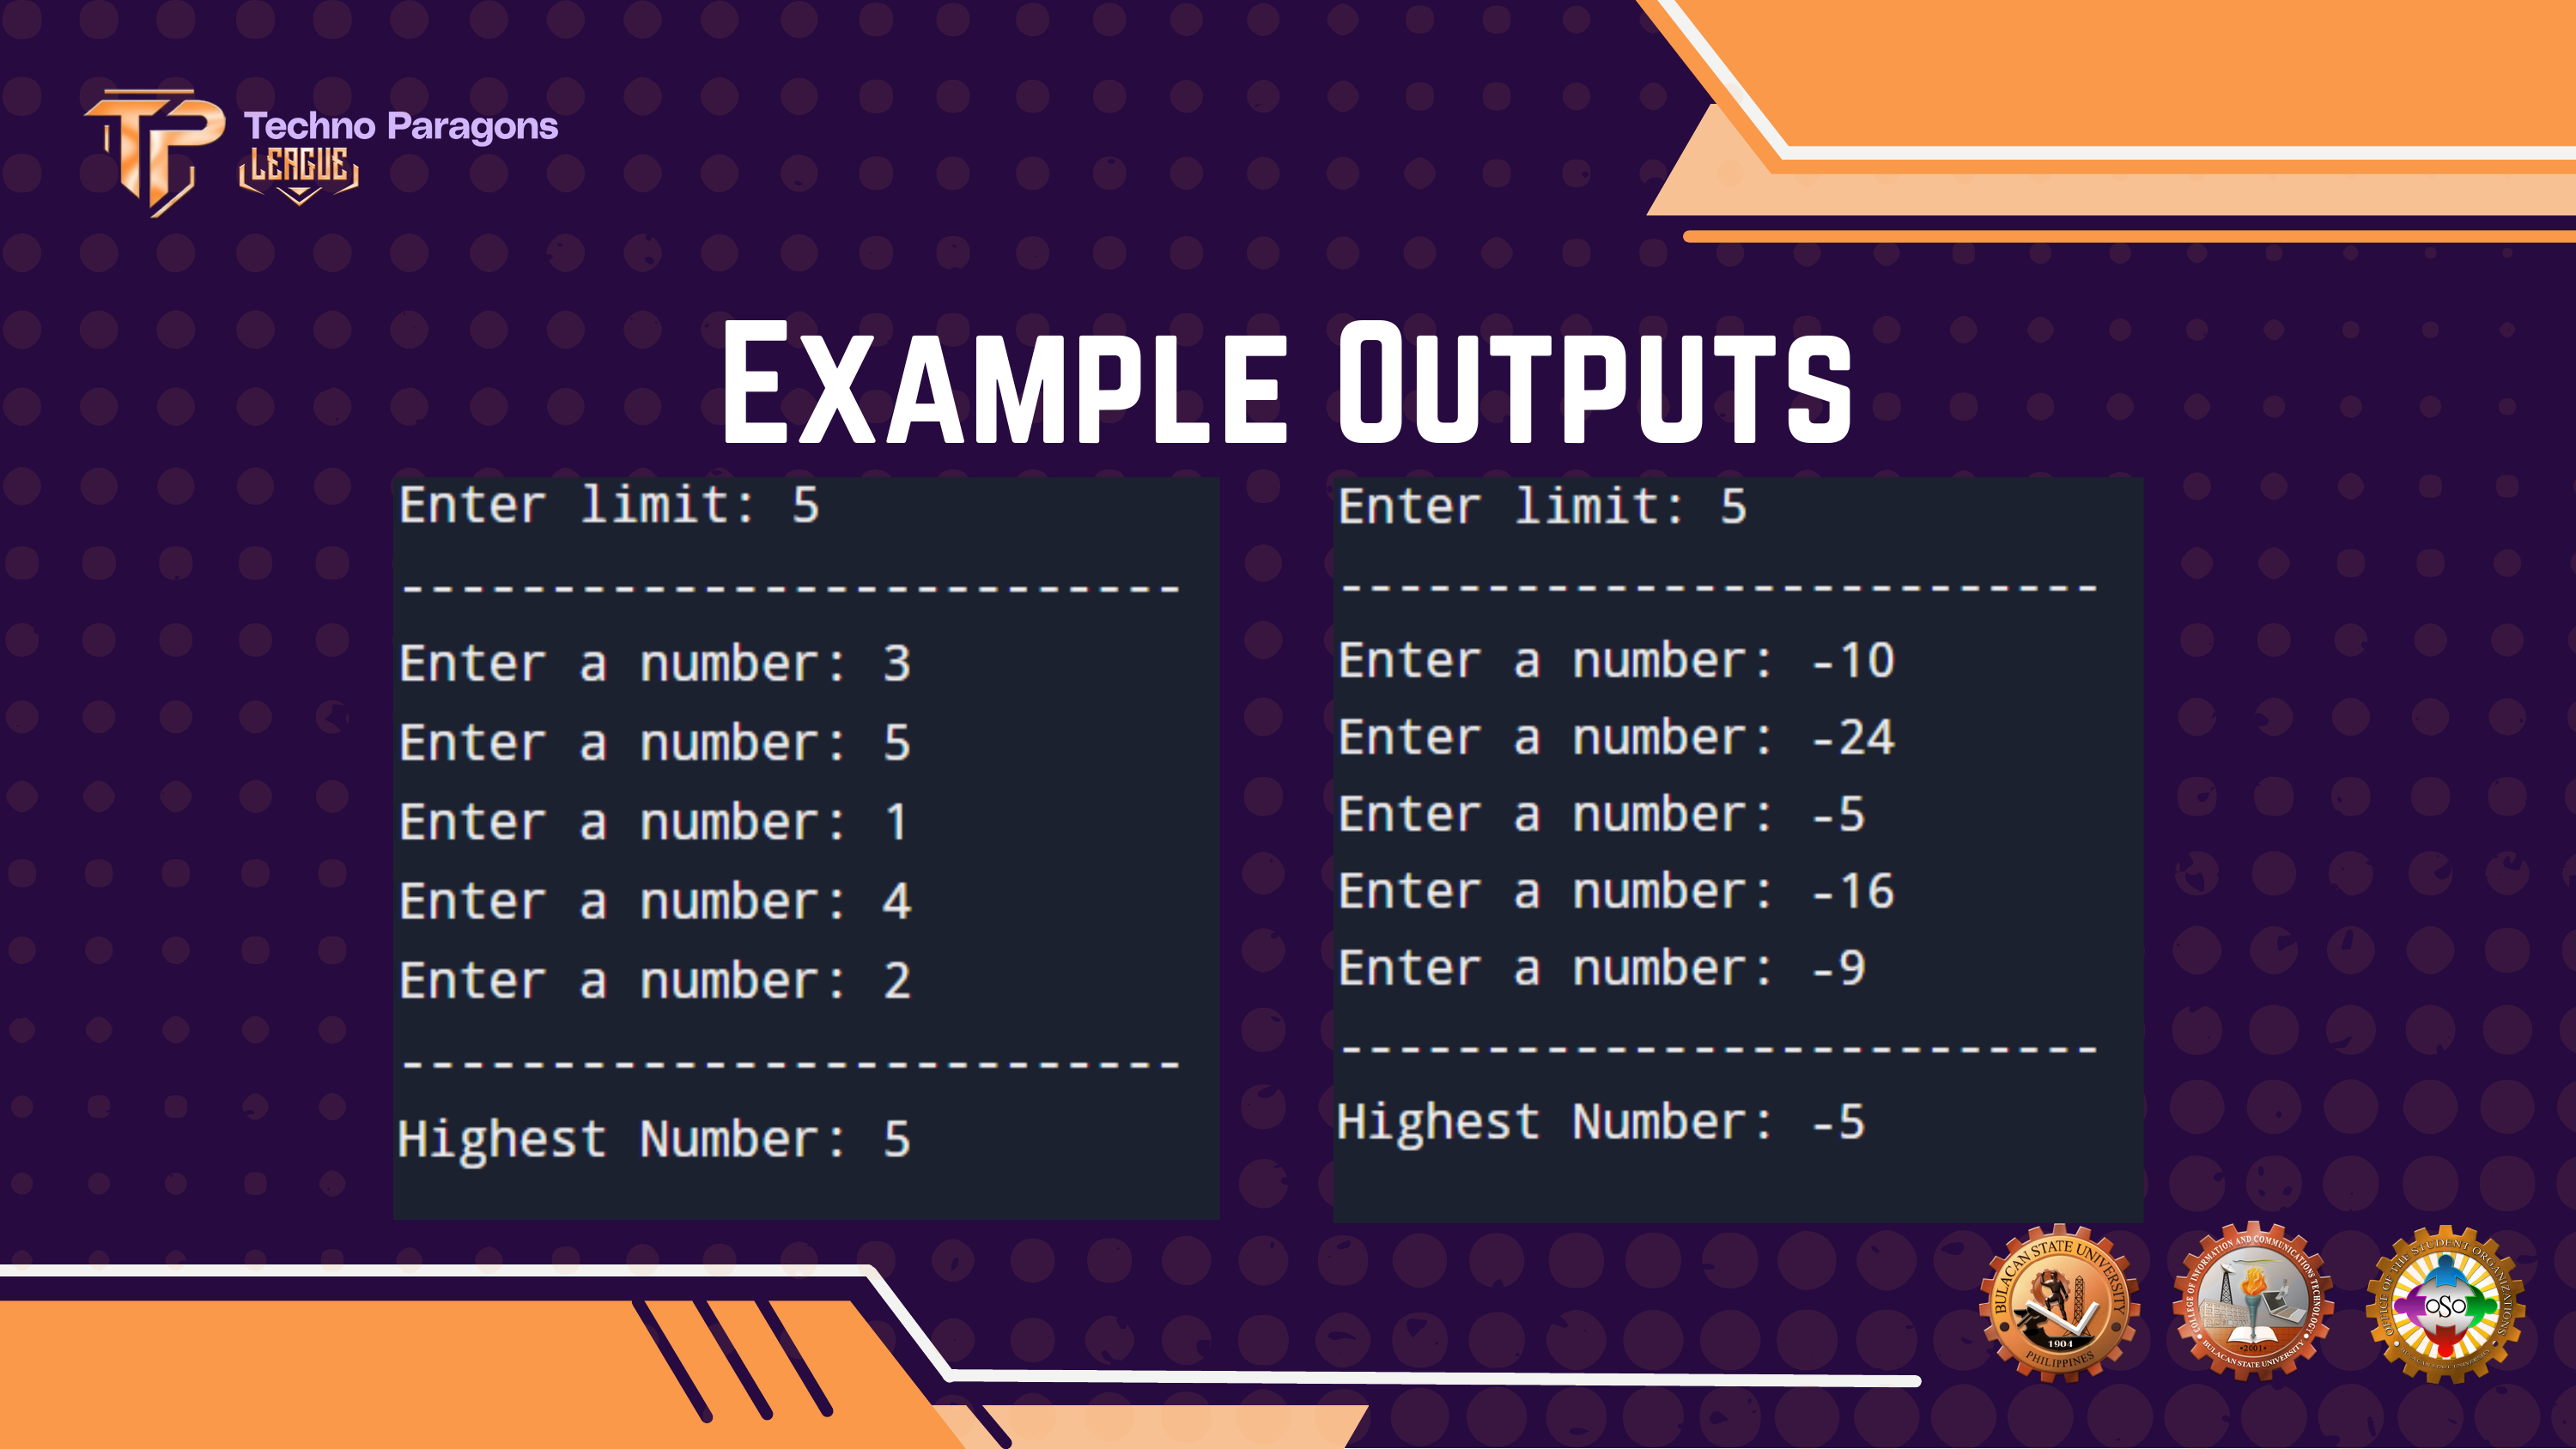 TP
Techno Paragons
LEAGUE
EXAMPLE OUTPUTS
Enter limit: 5
--------------------------
Enter a number: 3
Enter a number: 5
Enter a number: 1
Enter a number: 4
Enter a number: 2
--------------------------
Highest Number: 5
Enter limit: 5
--------------------------
Enter a number: -10
Enter a number: -24
Enter a number: -5
Enter a number: -16
Enter a number: -9
--------------------------
Highest Number: -5
BULACAN STATE UNIVERSITY
1904
PHILIPPINES
COLLEGE OF INFORMATION AND COMMUNICATIONS TECHNOLOGY
•2001•
BULACAN STATE UNIVERSITY
OFFICE OF THE STUDENT ORGANIZATIONS
OSO
BULACAN STATE UNIVERSITY